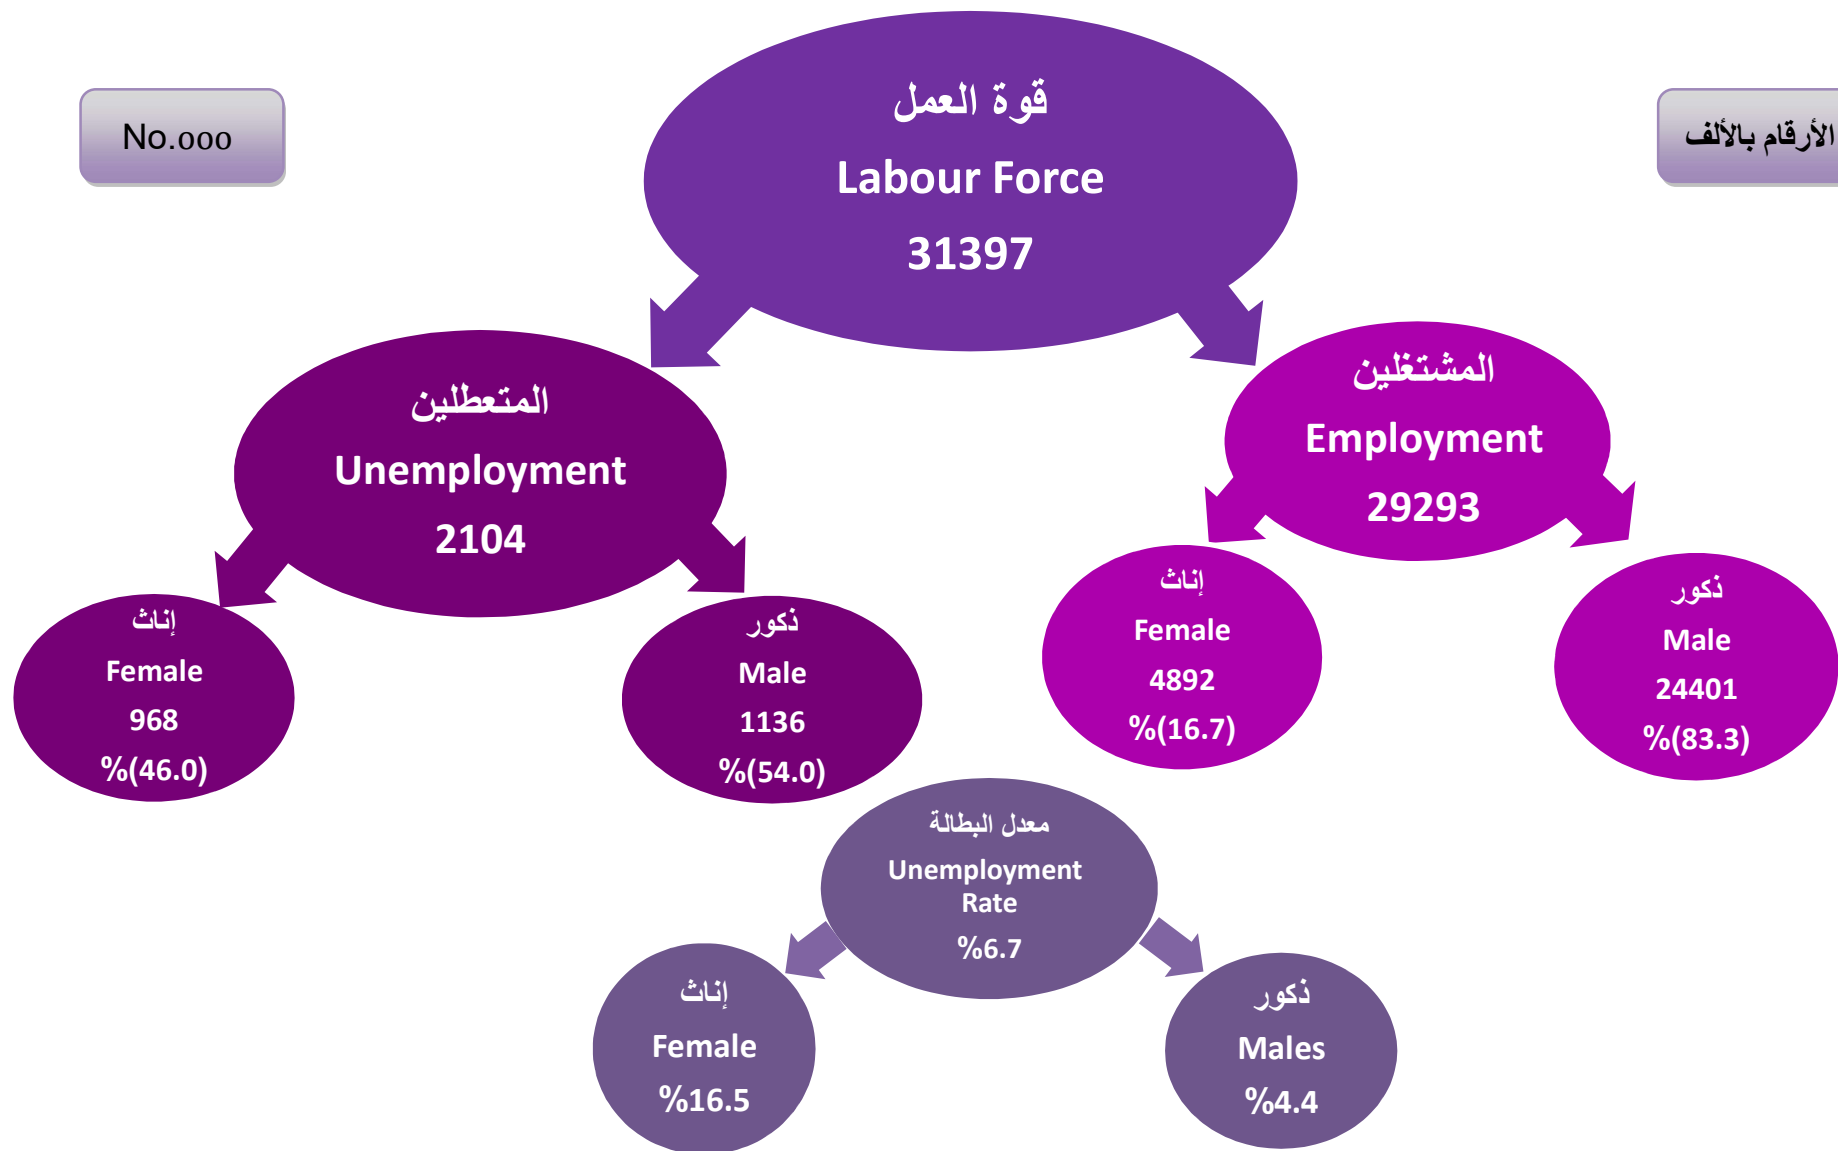 No.ooo
الأرقام بالألف
قوة العمل
Labour Force
31397
المتعطلين
Unemployment
2104
المشتغلين
Employment
29293
إناث
Female
968
%(46.0)
ذكور
Male
1136
%(54.0)
إناث
Female
4892
%(16.7)
ذكور
Male
24401
%(83.3)
معدل البطالة
Unemployment
Rate
%6.7
إناث
Female
%16.5
ذكور
Males
%4.4